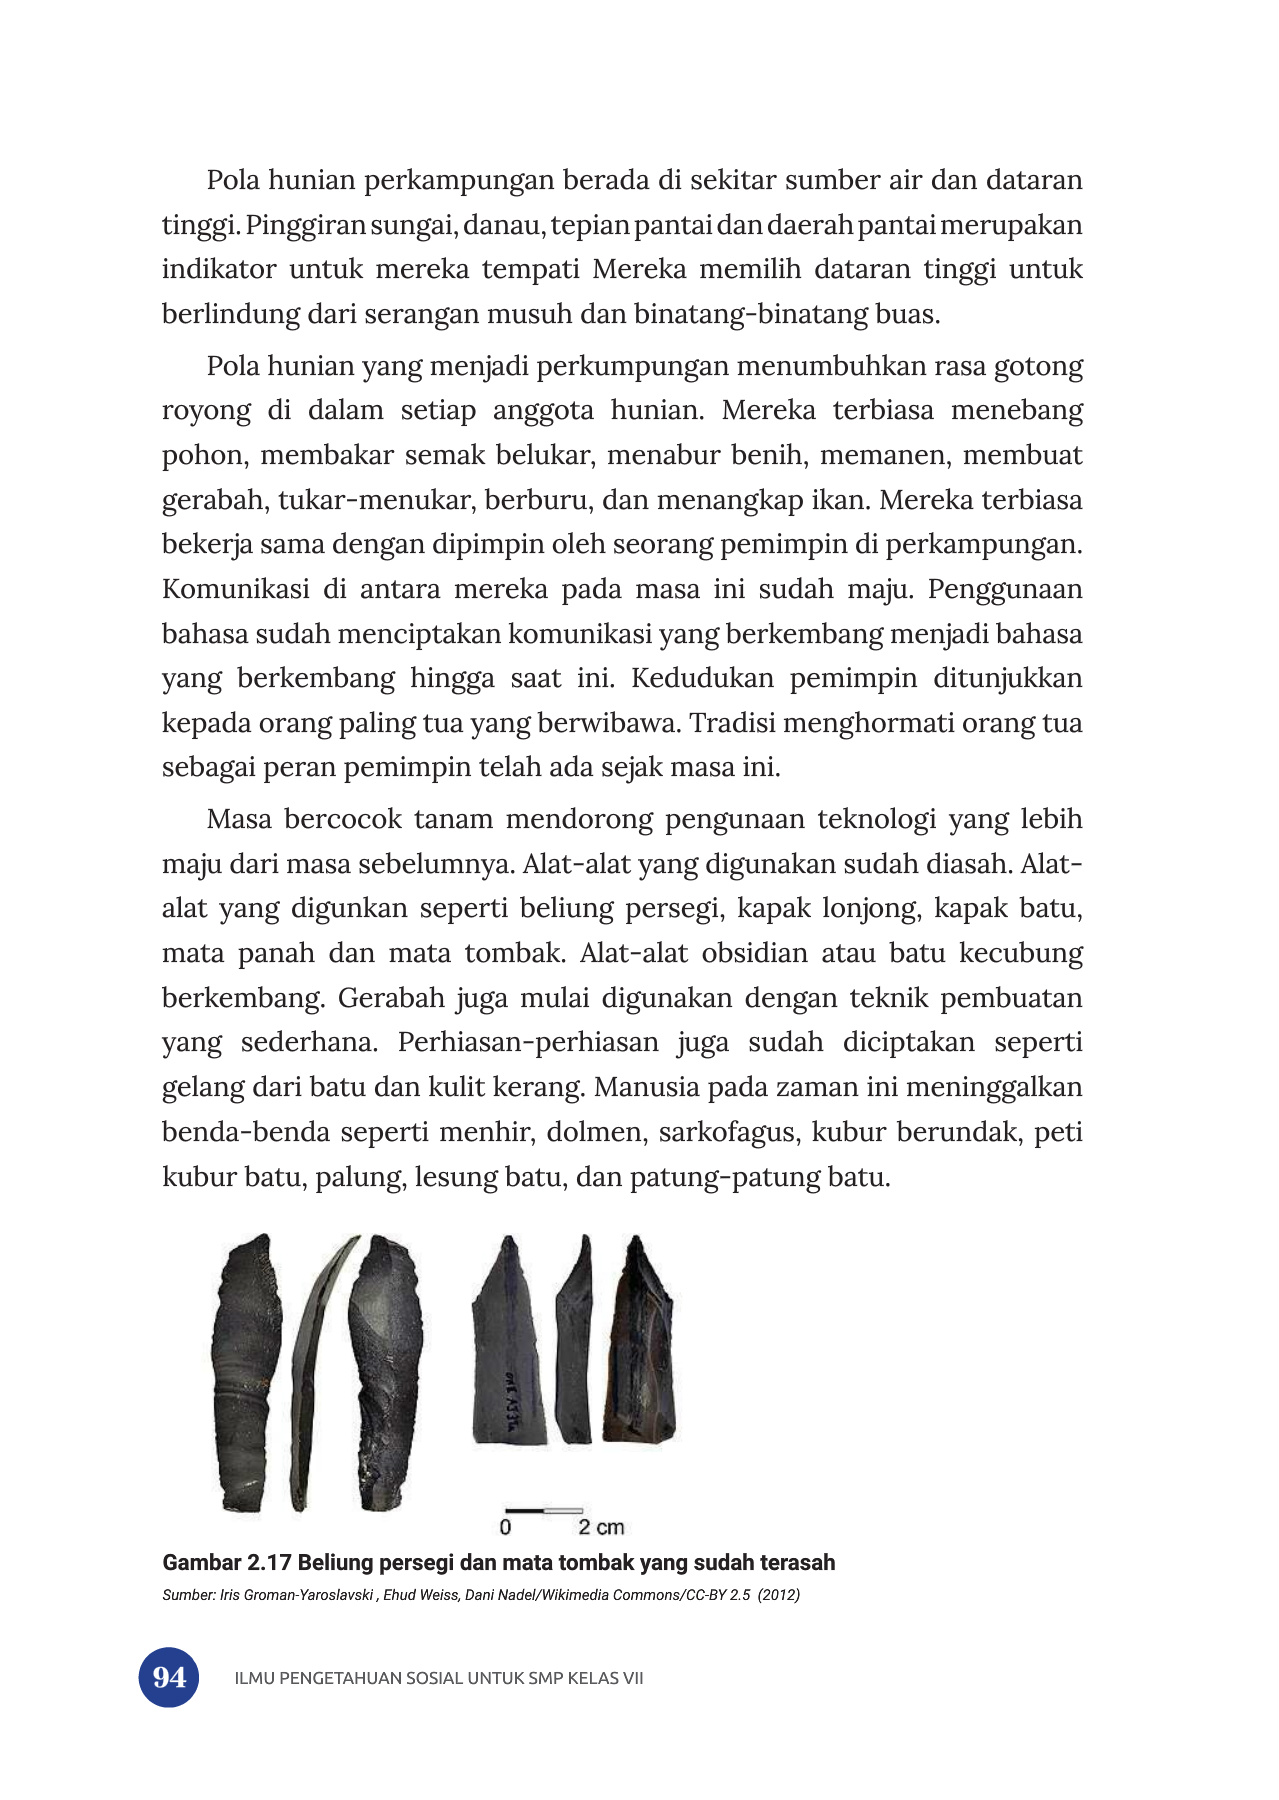 Pola hunian perkampungan berada di sekitar sumber air dan dataran
tinggi. Pinggiran sungai, danau, tepian pantai dan daerah pantai merupakan
indikator untuk mereka tempati Mereka memilih dataran tinggi untuk
berlindung dari serangan musuh dan binatang-binatang buas.
Pola hunian yang menjadi perkumpungan menumbuhkan rasa gotong
royong di dalam setiap anggota hunian. Mereka terbiasa menebang
pohon, membakar semak belukar, menabur benih, memanen, membuat
gerabah, tukar-menukar, berburu, dan menangkap ikan. Mereka terbiasa
bekerja sama dengan dipimpin oleh seorang pemimpin di perkampungan.
Komunikasi di antara mereka pada masa ini sudah maju. Penggunaan
bahasa sudah menciptakan komunikasi yang berkembang menjadi bahasa
yang berkembang hingga saat ini. Kedudukan pemimpin ditunjukkan
kepada orang paling tua yang berwibawa. Tradisi menghormati orang tua
sebagai peran pemimpin telah ada sejak masa ini.
Masa bercocok tanam mendorong pengunaan teknologi yang lebih
maju dari masa sebelumnya. Alat-alat yang digunakan sudah diasah. Alat-
alat yang digunkan seperti beliung persegi, kapak lonjong, kapak batu,
mata panah dan mata tombak. Alat-alat obsidian atau batu kecubung
berkembang. Gerabah juga mulai digunakan dengan teknik pembuatan
yang sederhana. Perhiasan-perhiasan juga sudah diciptakan seperti
gelang dari batu dan kulit kerang. Manusia pada zaman ini meninggalkan
benda-benda seperti menhir, dolmen, sarkofagus, kubur berundak, peti
kubur batu, palung, lesung batu, dan patung-patung batu.
0 2 cm
Gambar 2.17 Beliung persegi dan mata tombak yang sudah terasah
Sumber: Iris Groman-Yaroslavski , Ehud Weiss, Dani Nadel/Wikimedia Commons/CC-BY 2.5 (2012)
94 ILMU PENGETAHUAN SOSIAL UNTUK SMP KELAS VII